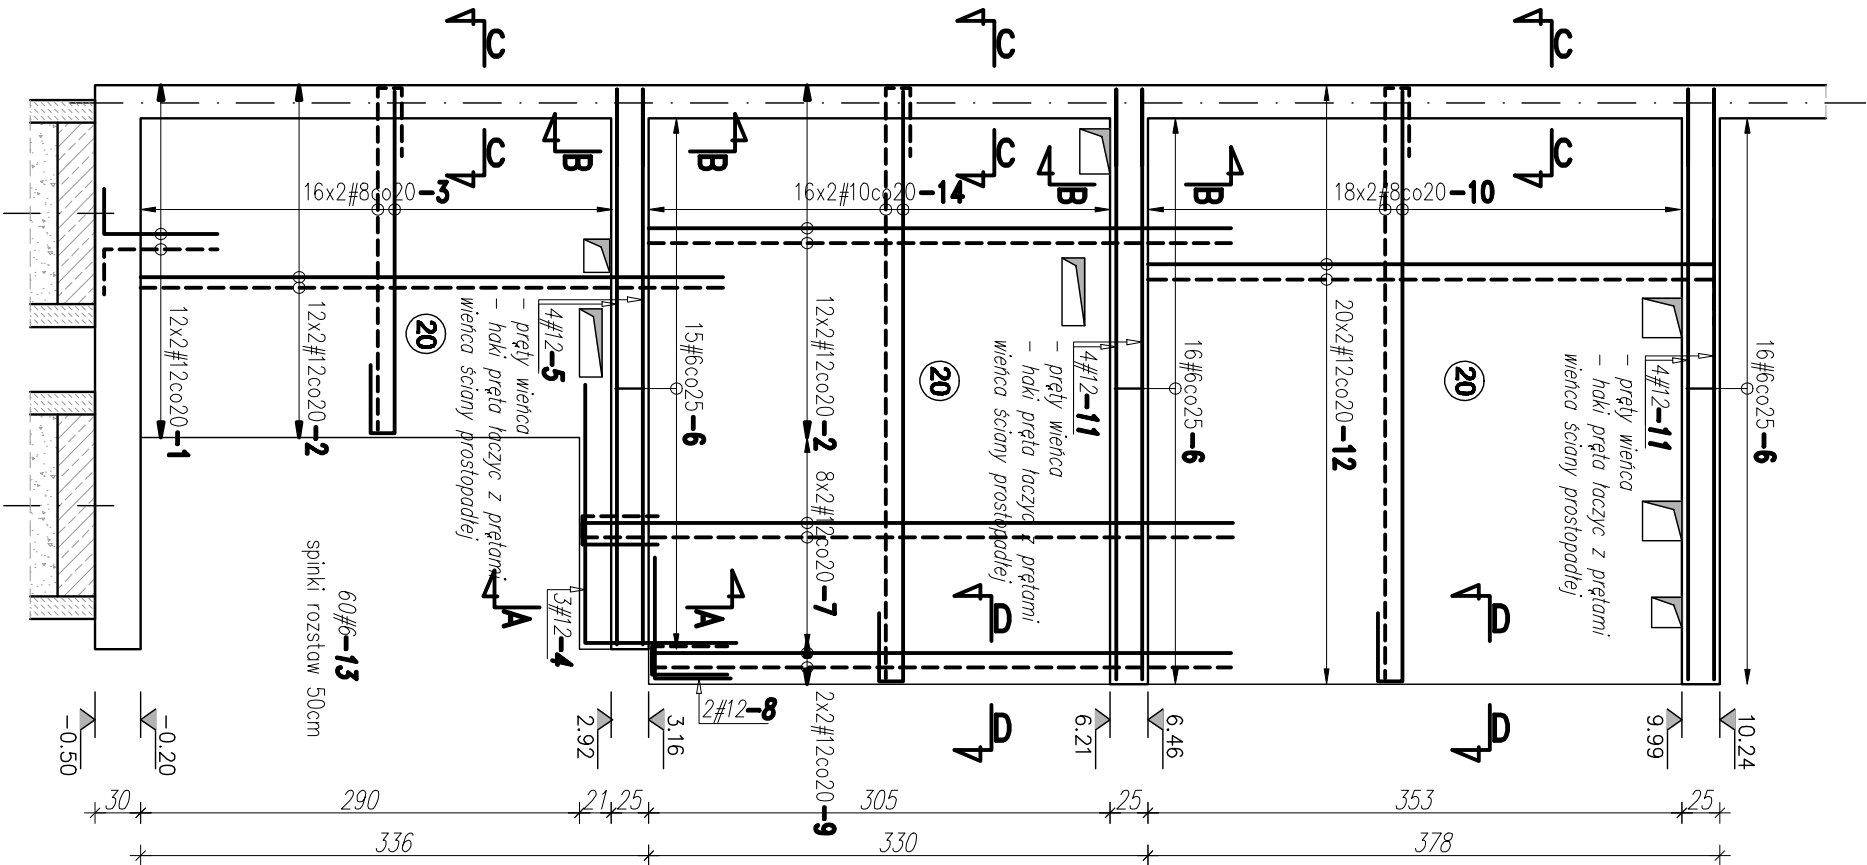 C
C
C
C
C
C
B
B
B
B
16x2#8co20-3
16x2#10co20-14
18x2#8co20-10
12x2#12co20-1
12x2#12co20-2
20
- pręty wieńca
- haki pręta łaczyc z prętami
wieńca ściany prostopadłej
4#12-5
15#6co25-6
12x2#12co20-2
8x2#12co20-7
2x2#12co20-9
20
- pręty wieńca
- haki pręta łaczyc z prętami
wieńca ściany prostopadłej
4#12-11
16#6co25-6
20x2#12co20-12
20
- pręty wieńca
- haki pręta łaczyc z prętami
wieńca ściany prostopadłej
4#12-11
16#6co25-6
60#6-13
spinki rozstaw 50cm
A
A
3#12-4
2#12-8
D
D
D
D
-0.50
-0.20
2.92
3.16
6.21
6.46
9.99
10.24
30
290
21
25
305
25
353
25
336
330
378